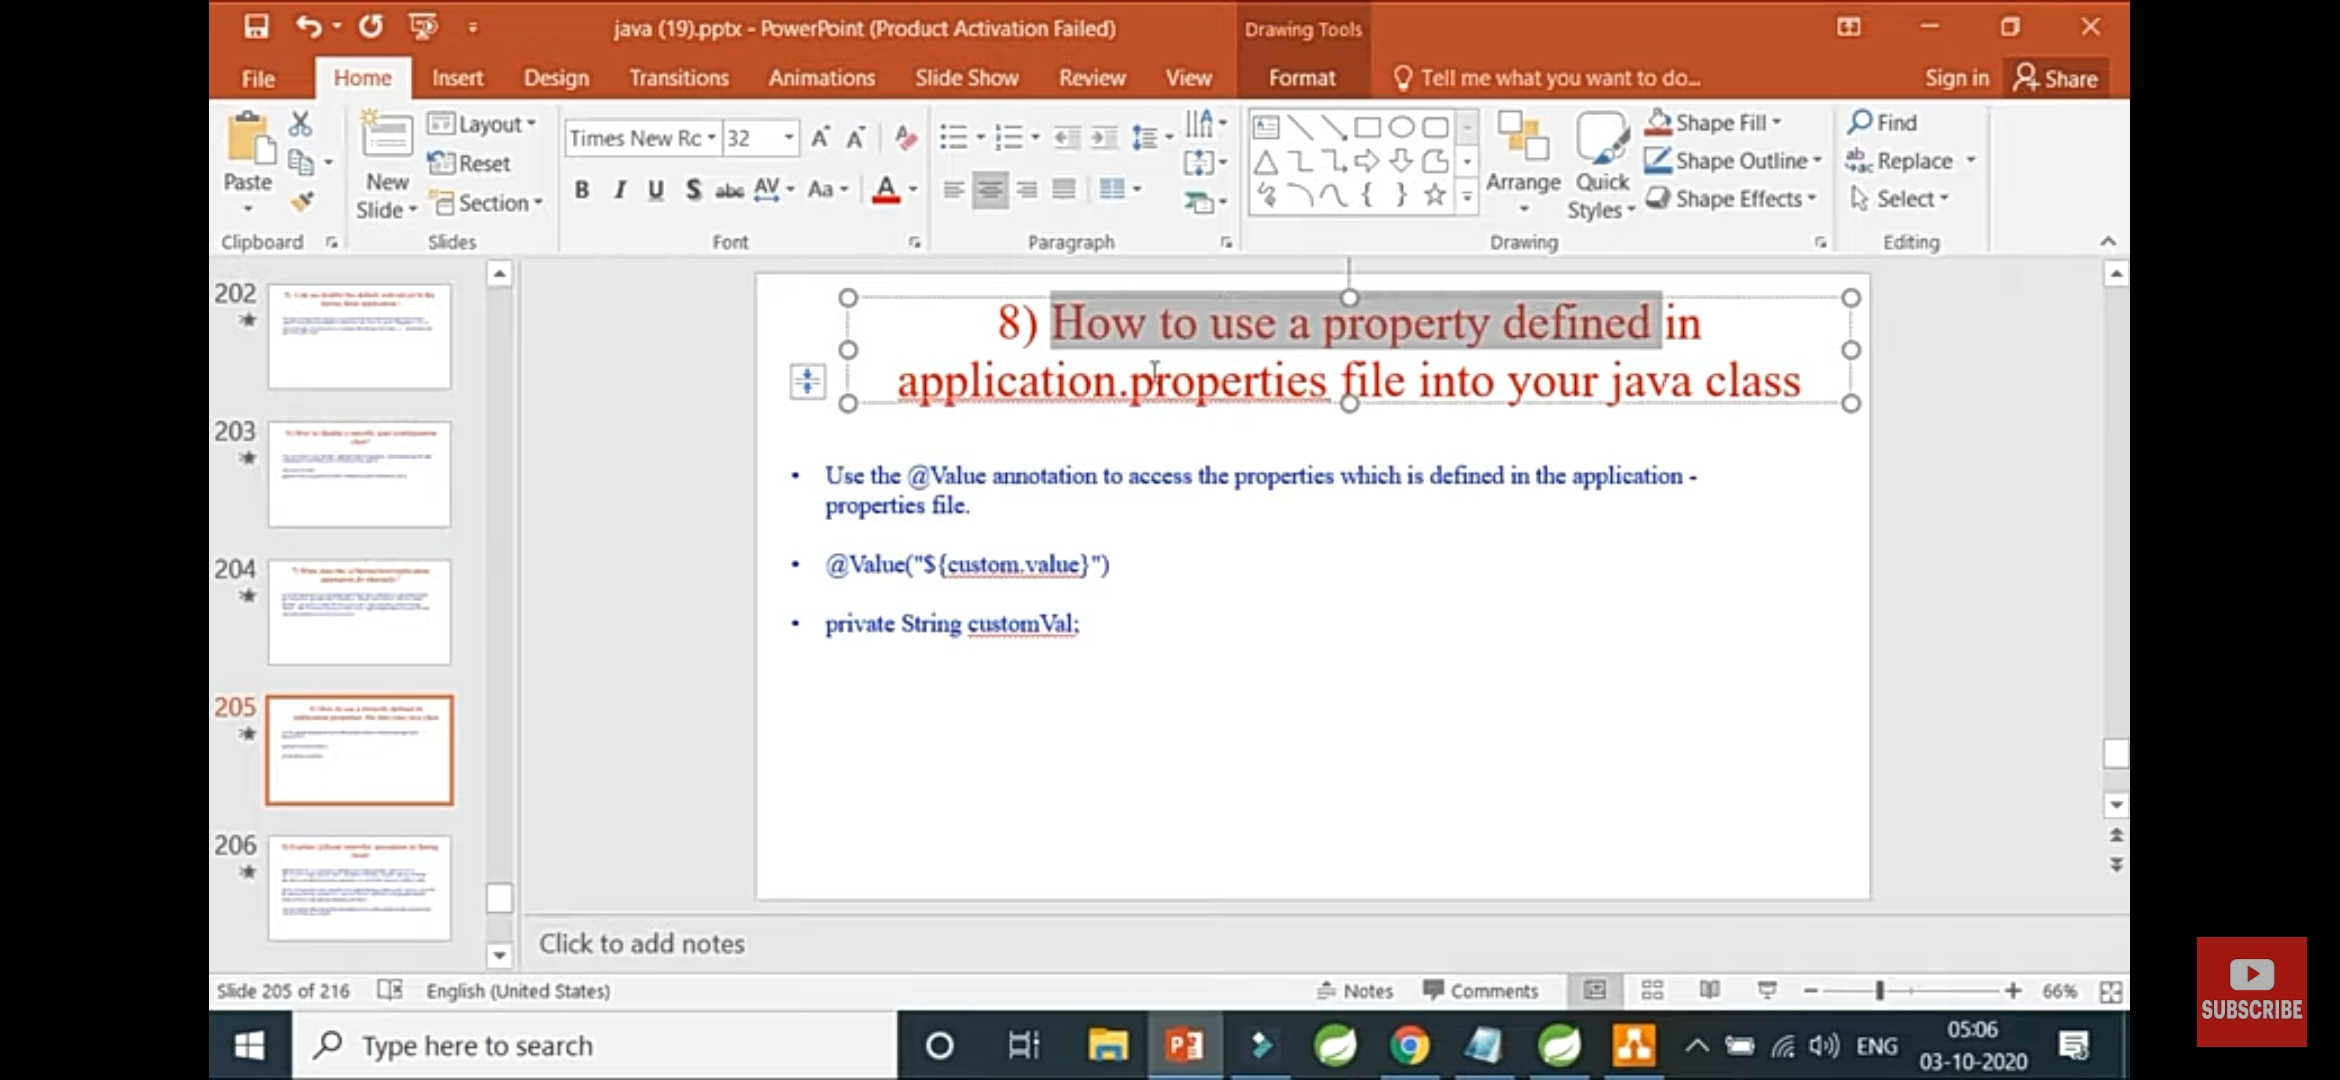 java (19).pptx - PowerPoint (Product Activation Failed)
Drawing Tools
File
Home
Insert
Design
Transitions
Animations
Slide Show
Review
View
Format
Tell me what you want to do...
Sign in
Share
Paste
New
Slide
Layout
Reset
Section
Times New Rc
32
Shape Fill
Shape Outline
Shape Effects
Arrange
Quick
Styles
Find
Replace
Select
Clipboard
Slides
Font
Paragraph
Drawing
Editing
202
203
204
205
206
8) How to use a property defined in
application.properties file into your java class
• Use the @Value annotation to access the properties which is defined in the application -
properties file.
• @Value("${custom.value}")
• private String customVal;
Click to add notes
Slide 205 of 216
English (United States)
Notes
Comments
66%
Type here to search
ENG
05:06
03-10-2020
SUBSCRIBE